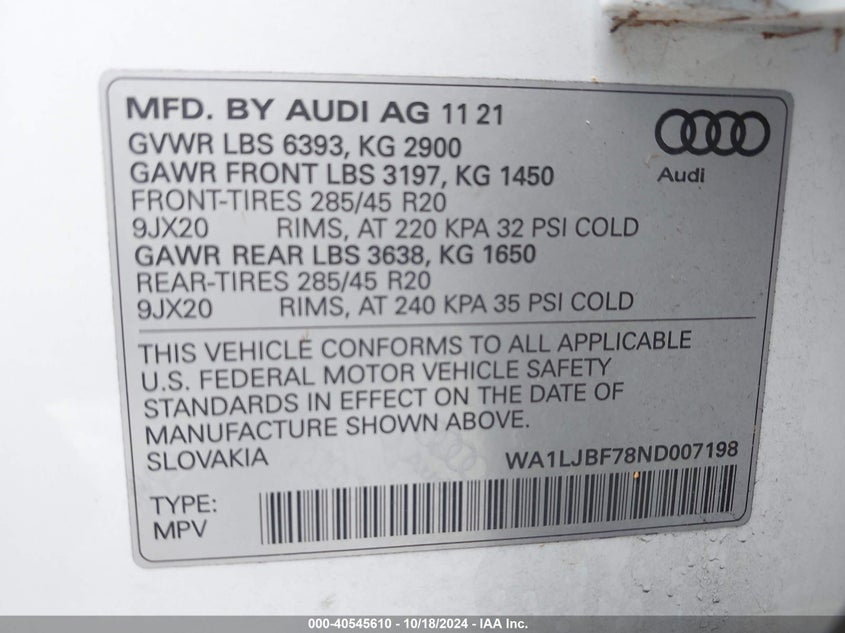 MFD. BY AUDI AG 11 21
GVWR LBS 6393, KG 2900
GAWR FRONT LBS 3197, KG 1450
FRONT-TIRES 285/45 R20
9JX20 RIMS, AT 220 KPA 32 PSI COLD
GAWR REAR LBS 3638, KG 1650
REAR-TIRES 285/45 R20
9JX20 RIMS, AT 240 KPA 35 PSI COLD
Audi
THIS VEHICLE CONFORMS TO ALL APPLICABLE
U.S. FEDERAL MOTOR VEHICLE SAFETY
STANDARDS IN EFFECT ON THE DATE OF
MANUFACTURE SHOWN ABOVE.
SLOVAKIA WA1LJBF78ND007198
TYPE:
MPV
000-40545610 - 10/18/2024 - IAA Inc.